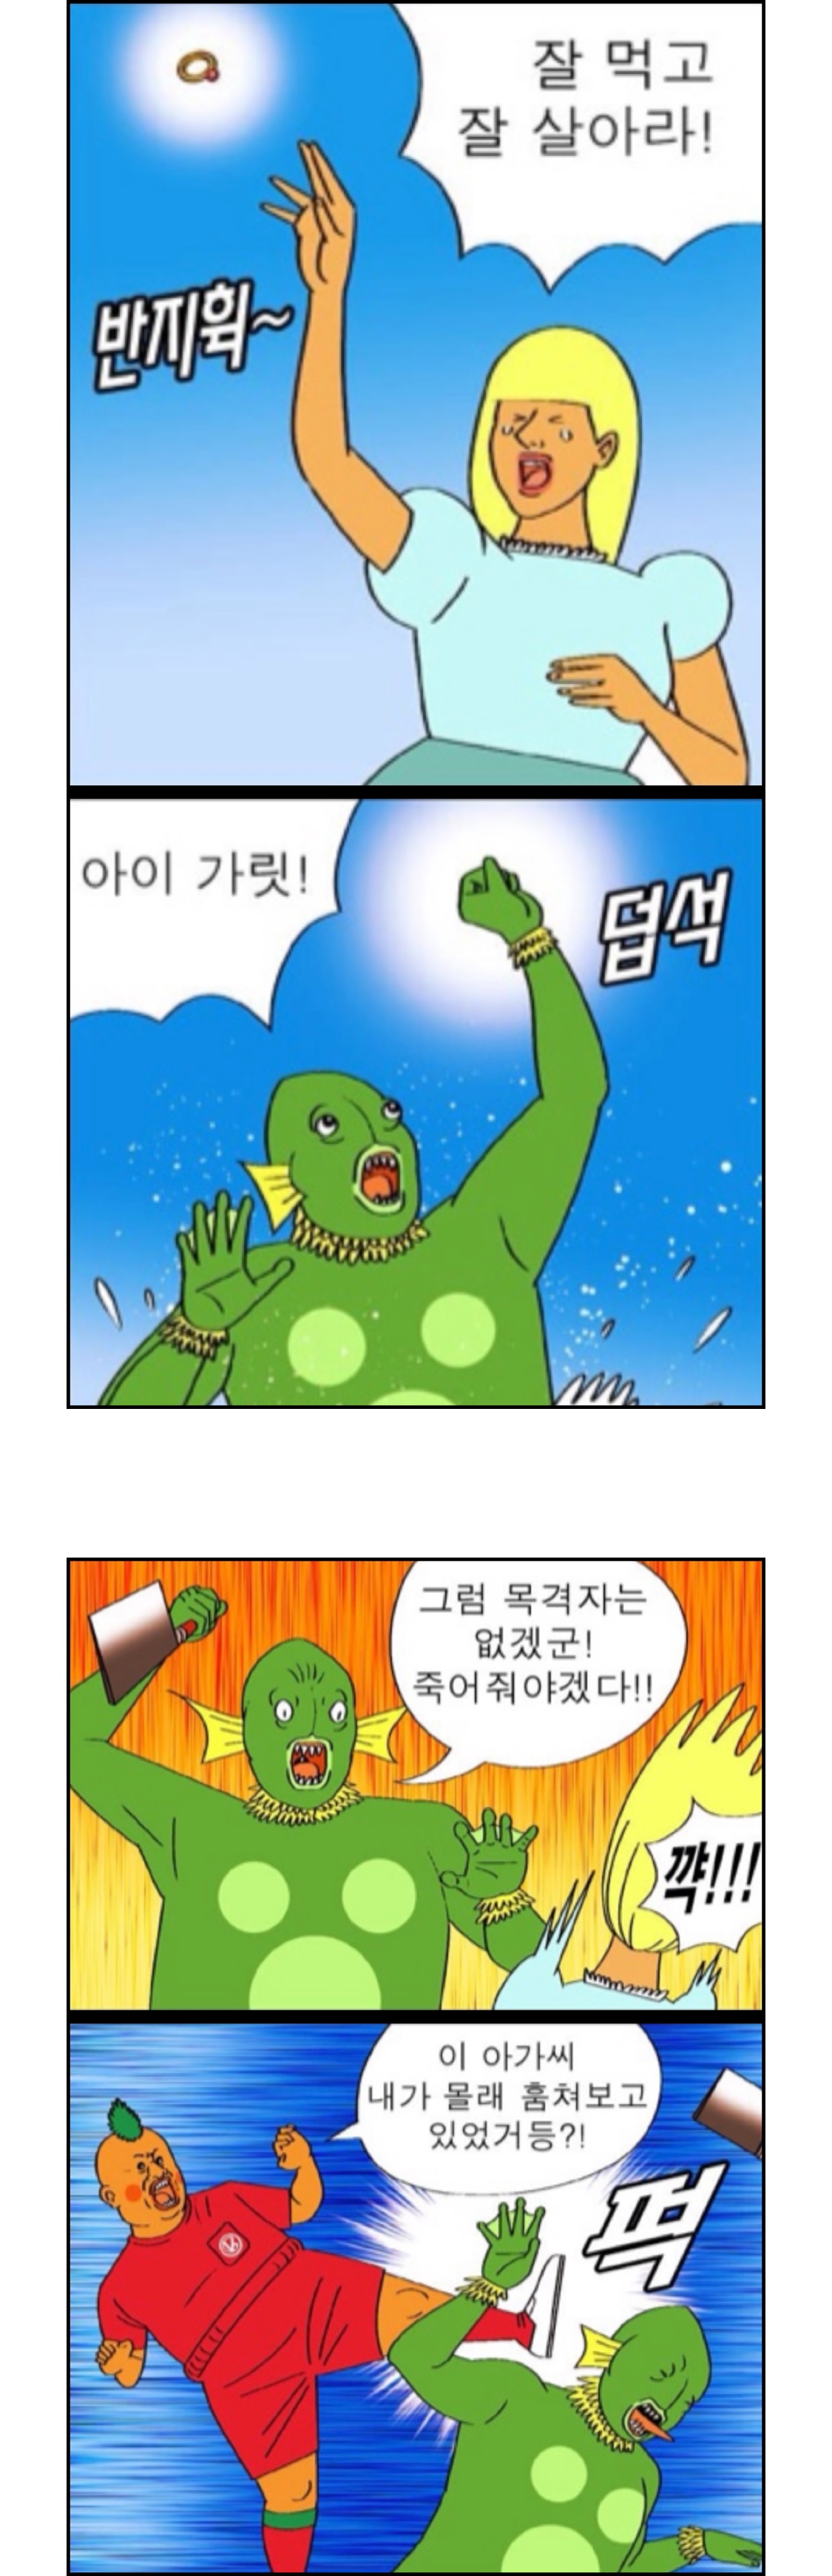 잘 먹고
잘 살아라!
반지휙~
아이 가릿!
덥석
그럼 목격자는
없겠군!
죽어줘야겠다!!
꺅!!!
이 아가씨
내가 몰래 훔쳐보고
있었거등?!
퍽